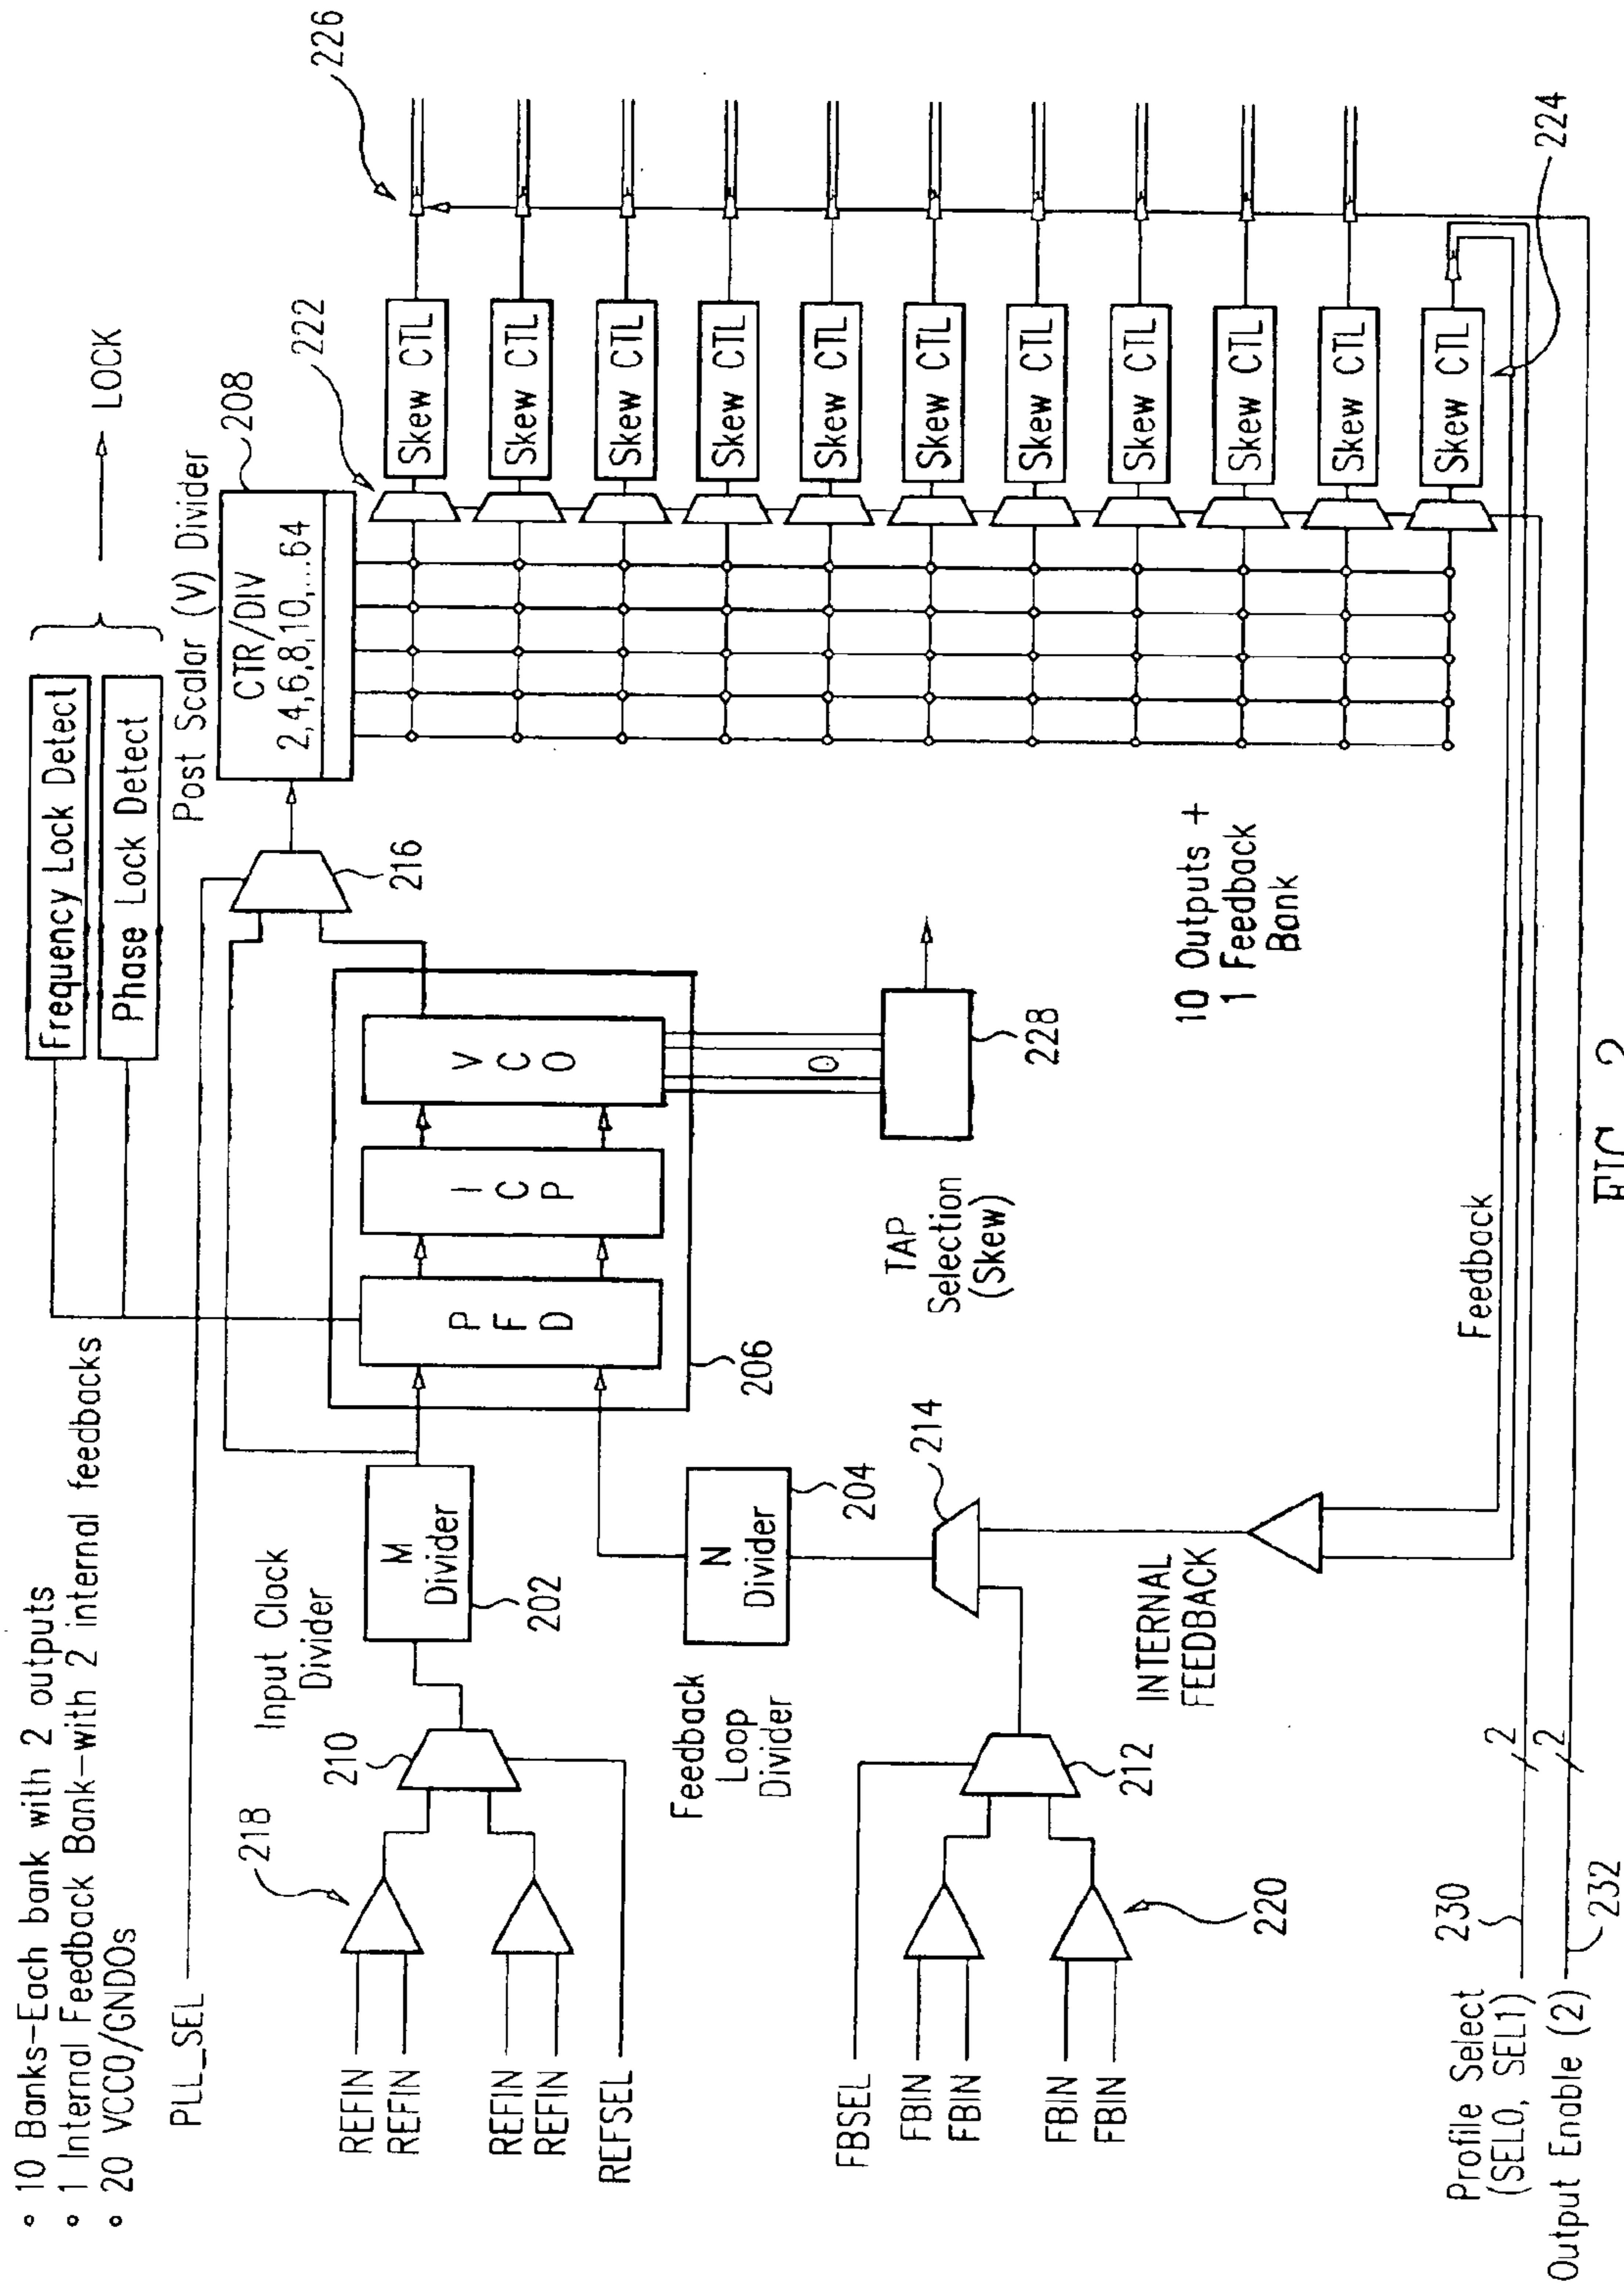 ° 10 Banks-Each bank with 2 outputs
° 1 Internal Feedback Bank-with 2 internal feedbacks
° 20 VCCO/GNDOs
Frequency Lock Detect
Phase Lock Detect
LOCK
PLL_SEL
Post Scalar (V) Divider
208
CTR/DIV
2,4,6,8,10,...64
222
226
216
218
REFIN
REFIN
REFIN
REFIN
REFSEL
210
Input Clock
Divider
M
Divider
202
P
F
D
I
C
P
V
C
O
206
Feedback
Loop
Divider
N
Divider
204
TAP
Selection
(Skew)
228
Skew CTL
Skew CTL
Skew CTL
Skew CTL
Skew CTL
Skew CTL
Skew CTL
Skew CTL
Skew CTL
Skew CTL
Skew CTL
224
FBSEL
FBIN
FBIN
FBIN
FBIN
212
220
214
INTERNAL
FEEDBACK
10 Outputs +
1 Feedback
Bank
Feedback
Profile Select
(SEL0, SEL1)
230
2
Output Enable (2)
232
2
FIG. 2